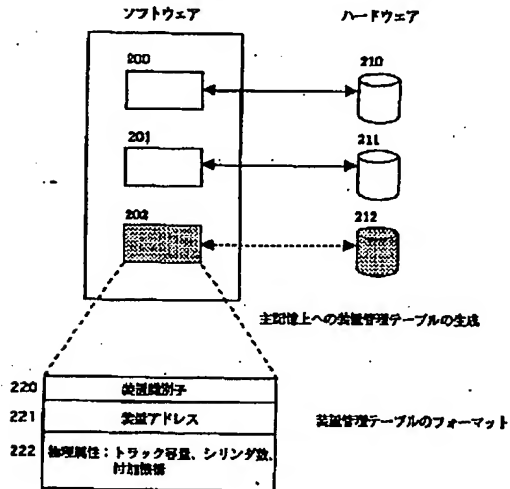 ソフトウェア
ハードウェア
200
210
201
211
202
212
主記憶上への装置管理テーブルの生成
220
装置識別子
221
装置アドレス
装置管理テーブルのフォーマット
222
物理属性：トラック容量、シリンダ数、
付加機構